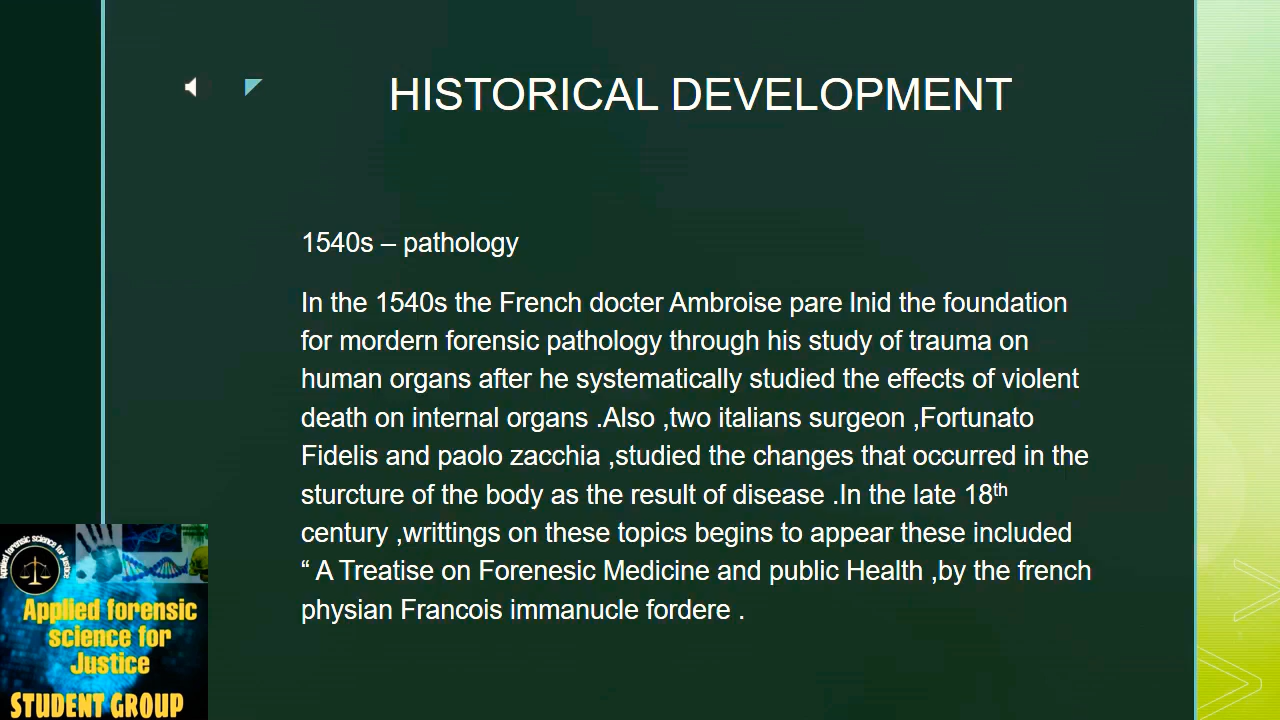 HISTORICAL DEVELOPMENT
1540s – pathology
In the 1540s the French docter Ambroise pare lnid the foundation
for mordern forensic pathology through his study of trauma on
human organs after he systematically studied the effects of violent
death on internal organs .Also ,two italians surgeon ,Fortunato
Fidelis and paolo zacchia ,studied the changes that occurred in the
sturcture of the body as the result of disease .In the late 18th
century ,writtings on these topics begins to appear these included
“ A Treatise on Forenesic Medicine and public Health ,by the french
physian Francois immanucle fordere .
Applied forensic science for justice
Applied forensic
science for
Justice
STUDENT GROUP